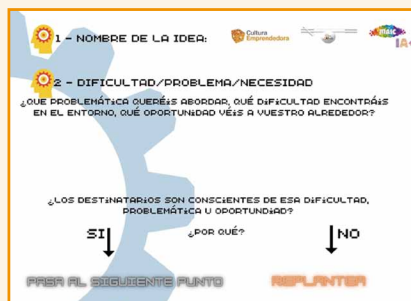 1 - NOMBRE DE LA IDEA:
Cultura
Emprendedora
IA+
2 - DIFICULTAD/PROBLEMA/NECESIDAD
¿QUE PROBLEMÁTICA QUERÉIS ABORDAR, QUÉ DIFICULTAD ENCONTRÁIS
EN EL ENTORNO, QUÉ OPORTUNIDAD VÉIS A VUESTRO ALREDEDOR?
¿LOS DESTINATARIOS SON CONSCIENTES DE ESA DIFICULTAD,
PROBLEMÁTICA U OPORTUNDIAD?
SI
¿POR QUÉ?
NO
PASA AL SIGUIENTE PUNTO
REPLANTEA